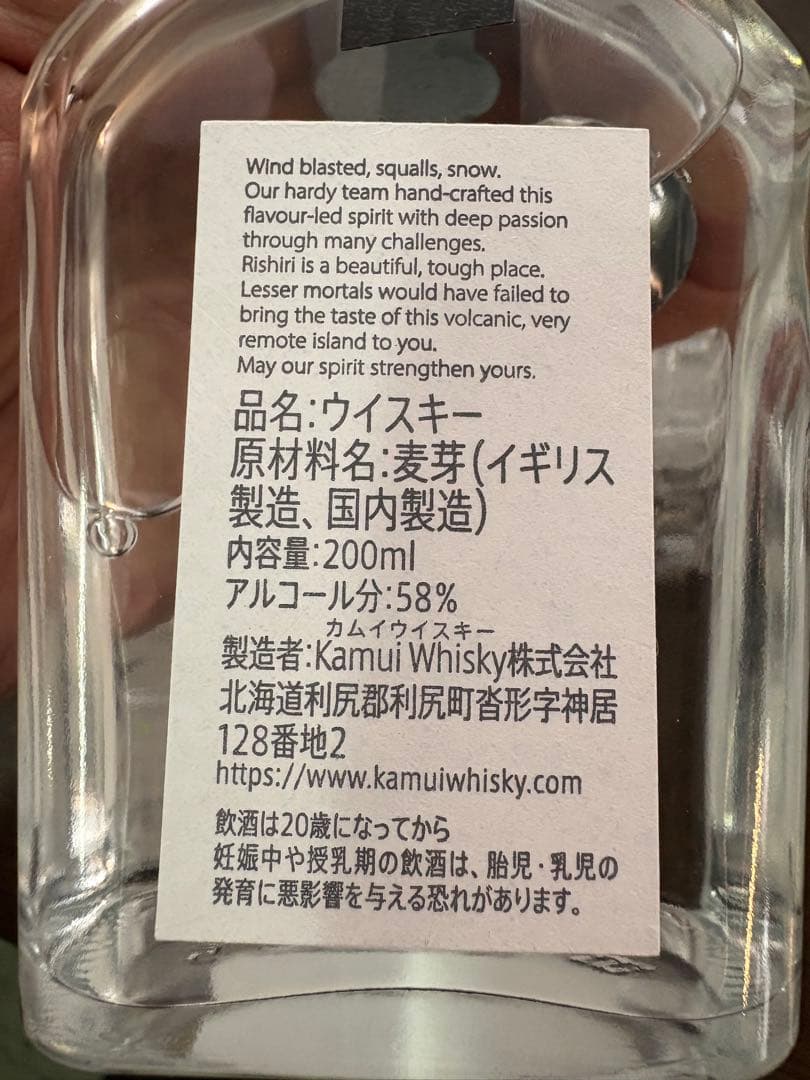 Wind blasted, squalls, snow.
Our hardy team hand-crafted this
flavour-led spirit with deep passion
through many challenges.
Rishiri is a beautiful, tough place.
Lesser mortals would have failed to
bring the taste of this volcanic, very
remote island to you.
May our spirit strengthen yours.
品名:ウイスキー
原材料名:麦芽(イギリス
製造、国内製造)
内容量:200ml
アルコール分:58%
カムイウイスキー
製造者:Kamui Whisky株式会社
北海道利尻郡利尻町沓形字神居
128番地2
https://www.kamuiwhisky.com
飲酒は20歳になってから
妊娠中や授乳期の飲酒は、胎児・乳児の
発育に悪影響を与える恐れがあります。